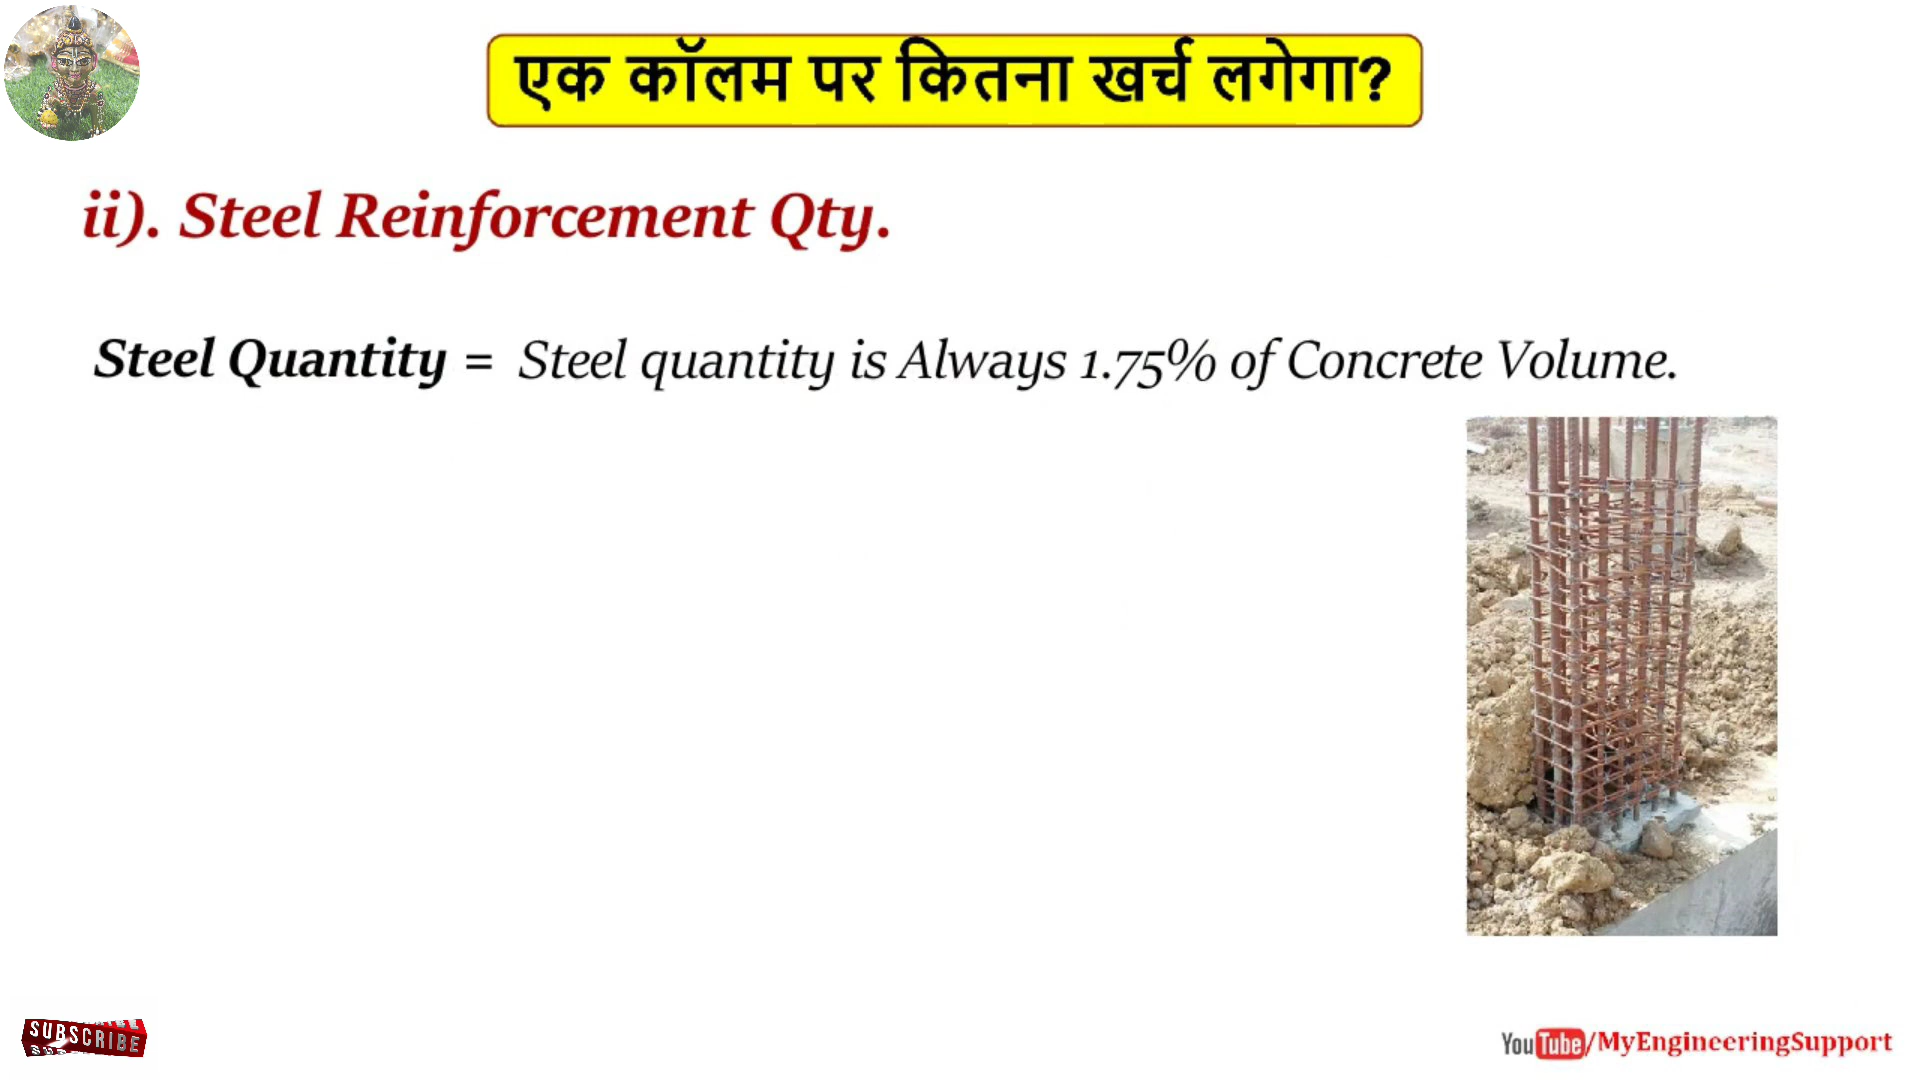 एक कॉलम पर कितना खर्च लगेगा?
ii). Steel Reinforcement Qty.
Steel Quantity = Steel quantity is Always 1.75% of Concrete Volume.
SUBSCRIBE
YouTube/MyEngineeringSupport